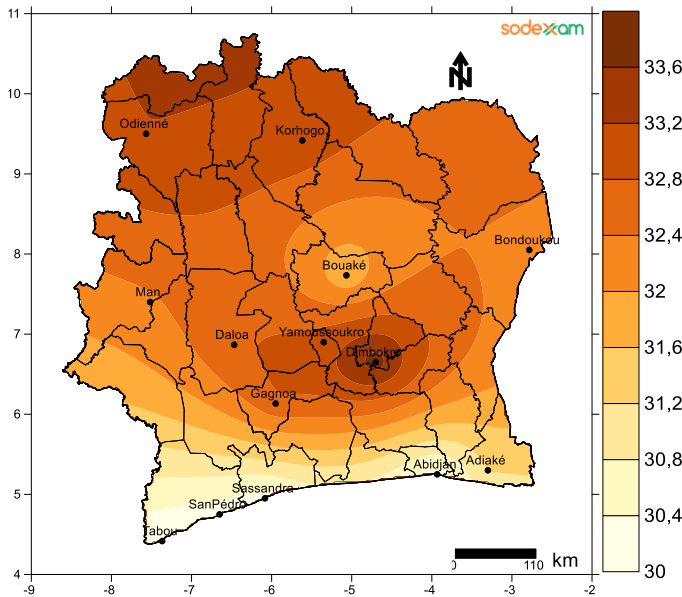 11
sodexam
33,6
N
10
Odienné
Korhogo
33,2
9
32,8
32,4
8
Bondoukou
Bouaké
32
Man
Daloa
Yamoussoukro
7
Dimbokro
31,6
Gagnoa
6
31,2
Abidjan
Adiaké
30,8
5
Sassandra
SanPédro
30,4
Tabou
0
110
km
4
30
-9
-8
-7
-6
-5
-4
-3
-2